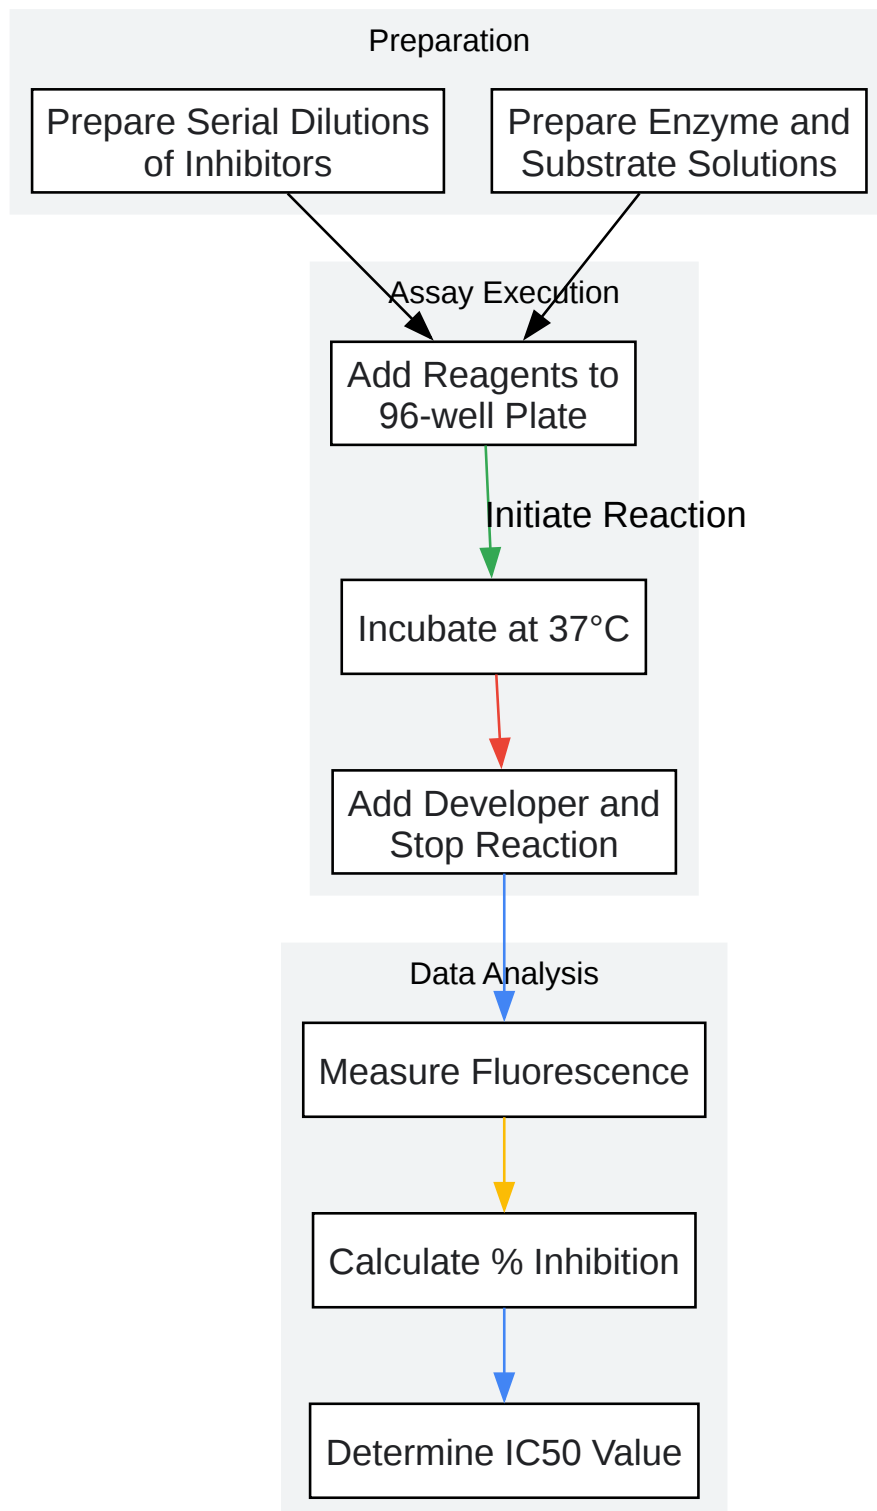 Preparation
Prepare Serial Dilutions
of Inhibitors
Prepare Enzyme and
Substrate Solutions
Assay Execution
Add Reagents to
96-well Plate
Initiate Reaction
Incubate at 37°C
Add Developer and
Stop Reaction
Data Analysis
Measure Fluorescence
Calculate % Inhibition
Determine IC50 Value